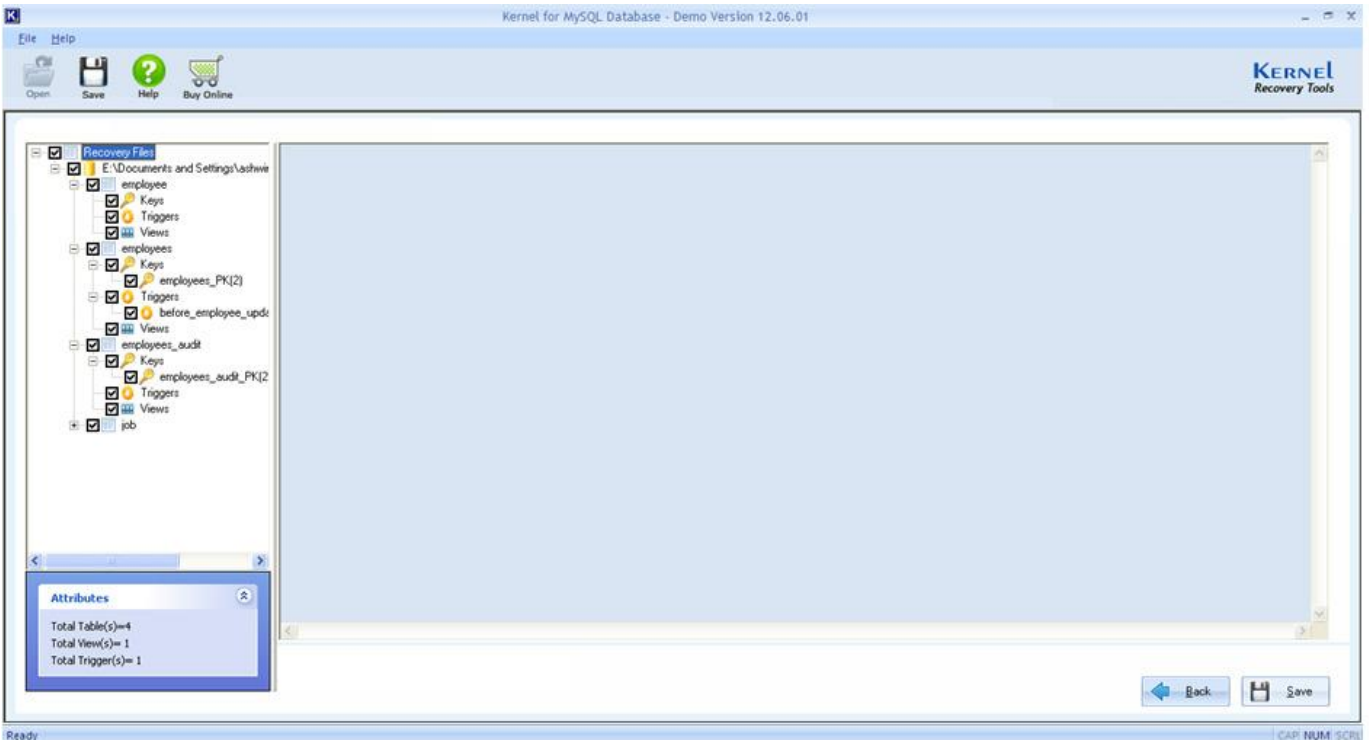 Kernel for MySQL Database - Demo Version 12.06.01
File Help
Open Save Help Buy Online
KERNEL
Recovery Tools
Recovery Files
E:\Documents and Settings\ashwi
employee
Keys
Triggers
Views
employees
Keys
employees_PK(2)
Triggers
before_employee_upda
Views
employees_audit
Keys
employees_audit_PK(2
Triggers
Views
job
Attributes
Total Table(s)=4
Total View(s)= 1
Total Trigger(s)= 1
Back Save
Ready CAP NUM SCRL